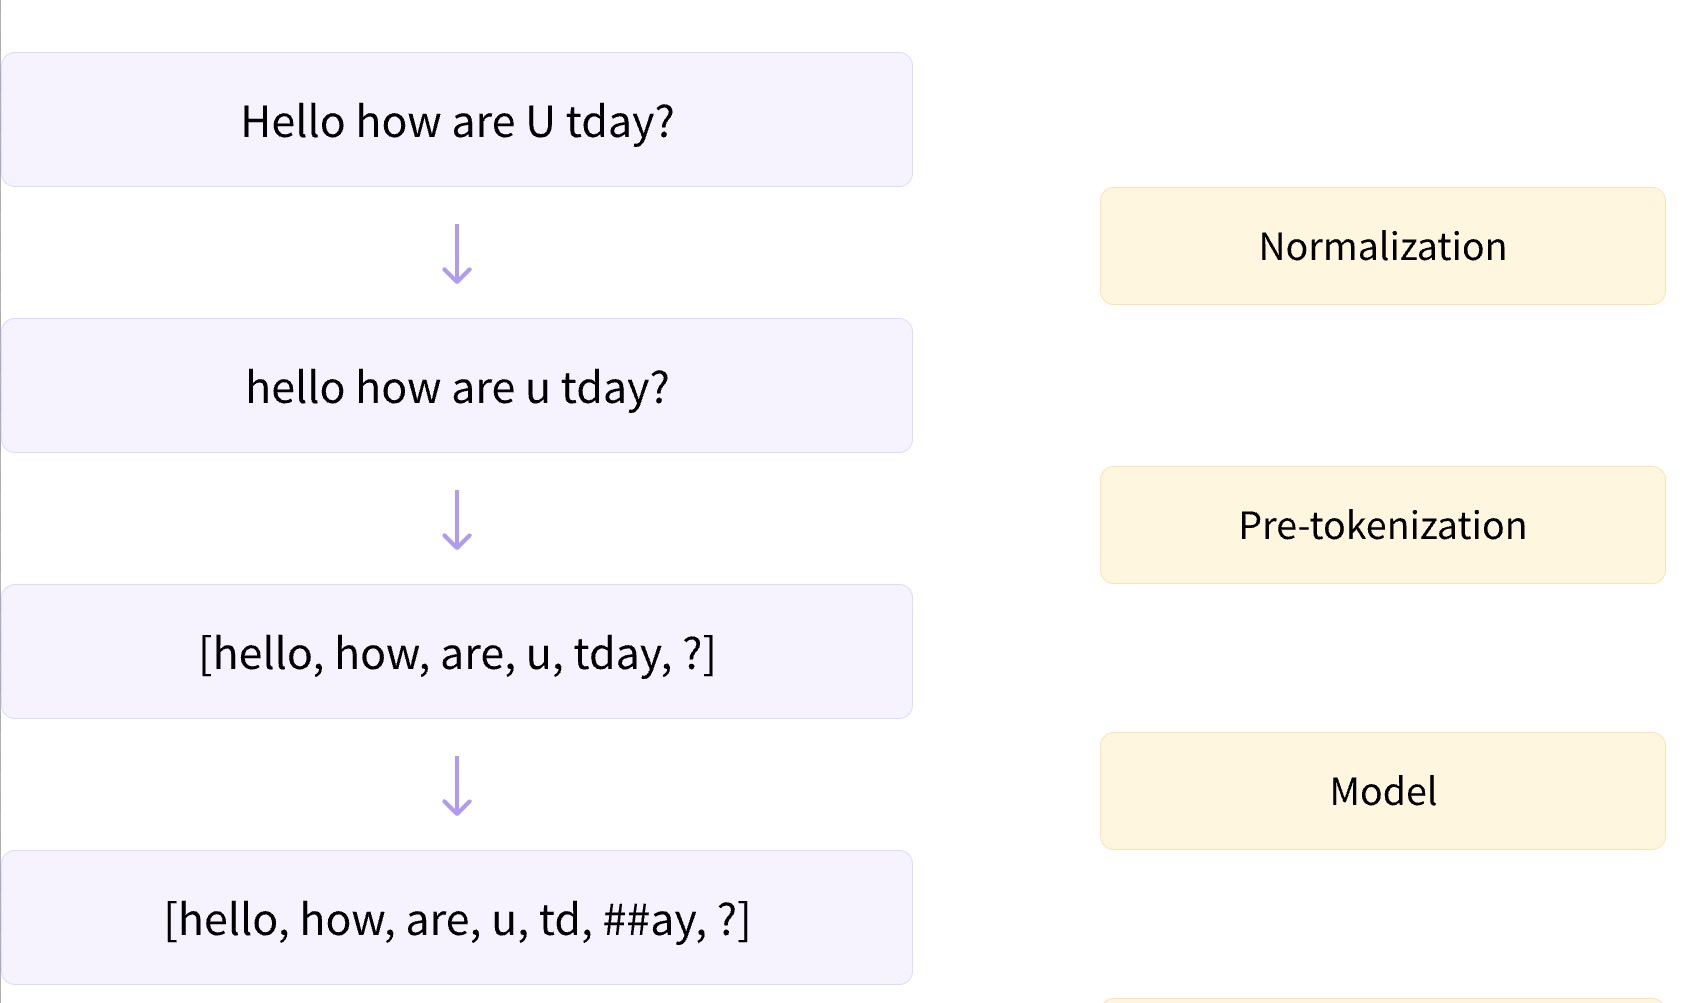 Hello how are U tday?
Normalization
hello how are u tday?
Pre-tokenization
[hello, how, are, u, tday, ?]
Model
[hello, how, are, u, td, ##ay, ?]